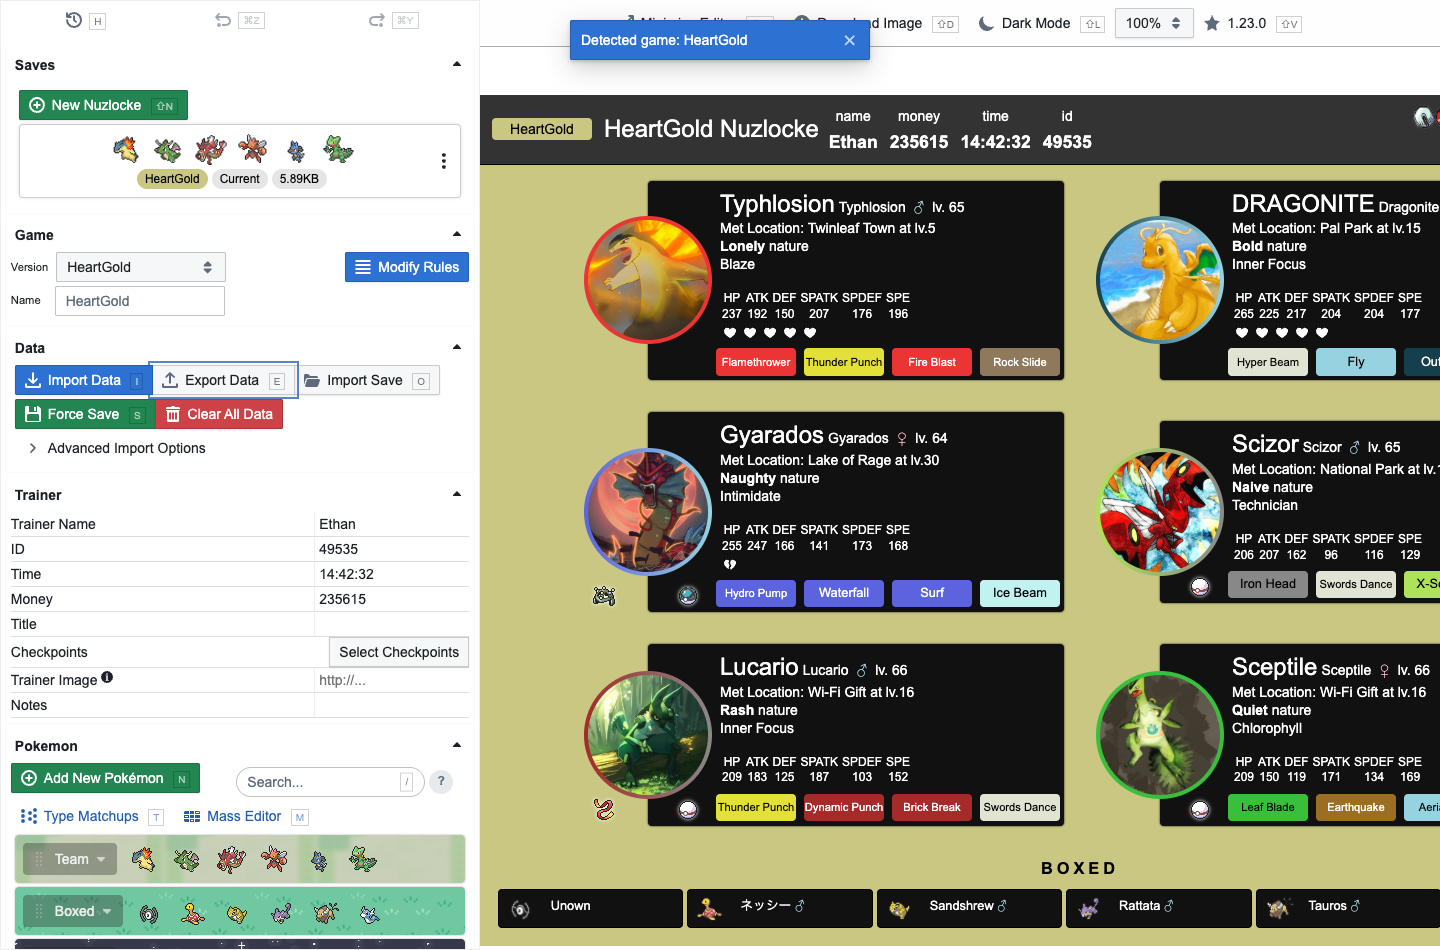 H
⌘Z
⌘Y
Saves
New Nuzlocke ⇧N
HeartGold Current 5.89KB
Game
Version HeartGold
Modify Rules
Name HeartGold
Data
Import Data I
Export Data E
Import Save O
Force Save S
Clear All Data
Advanced Import Options
Trainer
Trainer Name Ethan
ID 49535
Time 14:42:32
Money 235615
Title
Checkpoints Select Checkpoints
Trainer Image http://...
Notes
Pokemon
Add New Pokémon N
Search... /
?
Type Matchups T
Mass Editor M
Team
Boxed
Image ⇧D
Dark Mode ⇧L
100%
1.23.0 ⇧V
Detected game: HeartGold
HeartGold
HeartGold Nuzlocke
name money time id
Ethan 235615 14:42:32 49535
Typhlosion Typhlosion ♂ lv. 65
Met Location: Twinleaf Town at lv.5
Lonely nature
Blaze
HP ATK DEF SPATK SPDEF SPE
237 192 150 207 176 196
Flamethrower Thunder Punch Fire Blast Rock Slide
DRAGONITE Dragonite
Met Location: Pal Park at lv.15
Bold nature
Inner Focus
HP ATK DEF SPATK SPDEF SPE
265 225 217 204 204 177
Hyper Beam Fly Out
Gyarados Gyarados ♀ lv. 64
Met Location: Lake of Rage at lv.30
Naughty nature
Intimidate
HP ATK DEF SPATK SPDEF SPE
255 247 166 141 173 168
Hydro Pump Waterfall Surf Ice Beam
Scizor Scizor ♂ lv. 65
Met Location: National Park at lv.1
Naive nature
Technician
HP ATK DEF SPATK SPDEF SPE
206 207 162 96 116 129
Iron Head Swords Dance X-S
Lucario Lucario ♂ lv. 66
Met Location: Wi-Fi Gift at lv.16
Rash nature
Inner Focus
HP ATK DEF SPATK SPDEF SPE
209 183 125 187 103 152
Thunder Punch Dynamic Punch Brick Break Swords Dance
Sceptile Sceptile ♀ lv. 66
Met Location: Wi-Fi Gift at lv.16
Quiet nature
Chlorophyll
HP ATK DEF SPATK SPDEF SPE
209 150 119 171 134 169
Leaf Blade Earthquake Aeria
BOXED
Unown
ネッシー♂
Sandshrew♂
Rattata♂
Tauros♂